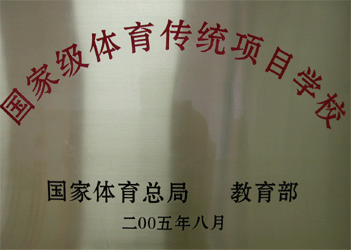 国家级体育传统项目学校
国家体育总局 教育部
二00五年八月